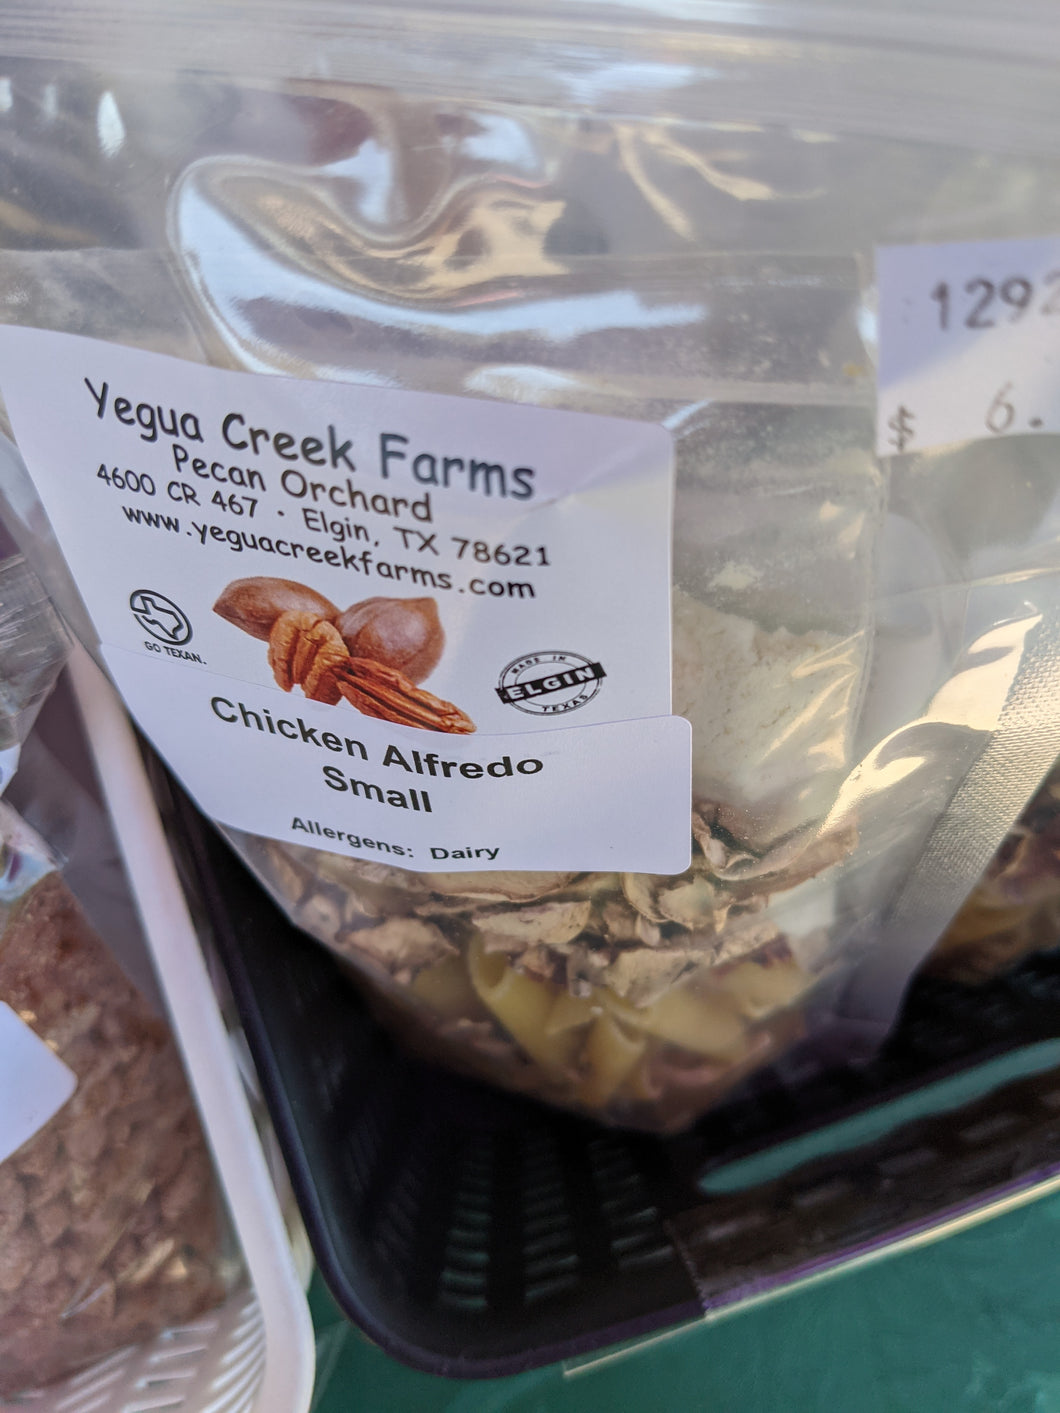 Yegua Creek Farms
Pecan Orchard
4600 CR 467 • Elgin, TX 78621
www.yeguacreekfarms.com
GO TEXAN.
MADE IN
ELGIN
TEXAS
Chicken Alfredo
Small
Allergens: Dairy
$ 6.